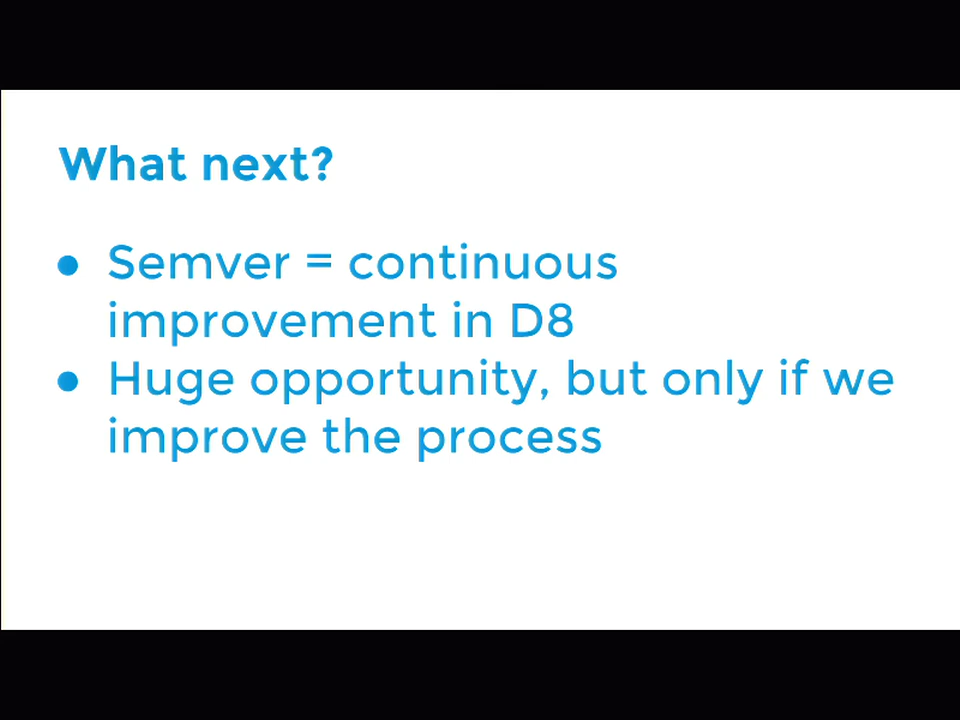 What next?
● Semver = continuous
improvement in D8
● Huge opportunity, but only if we
improve the process